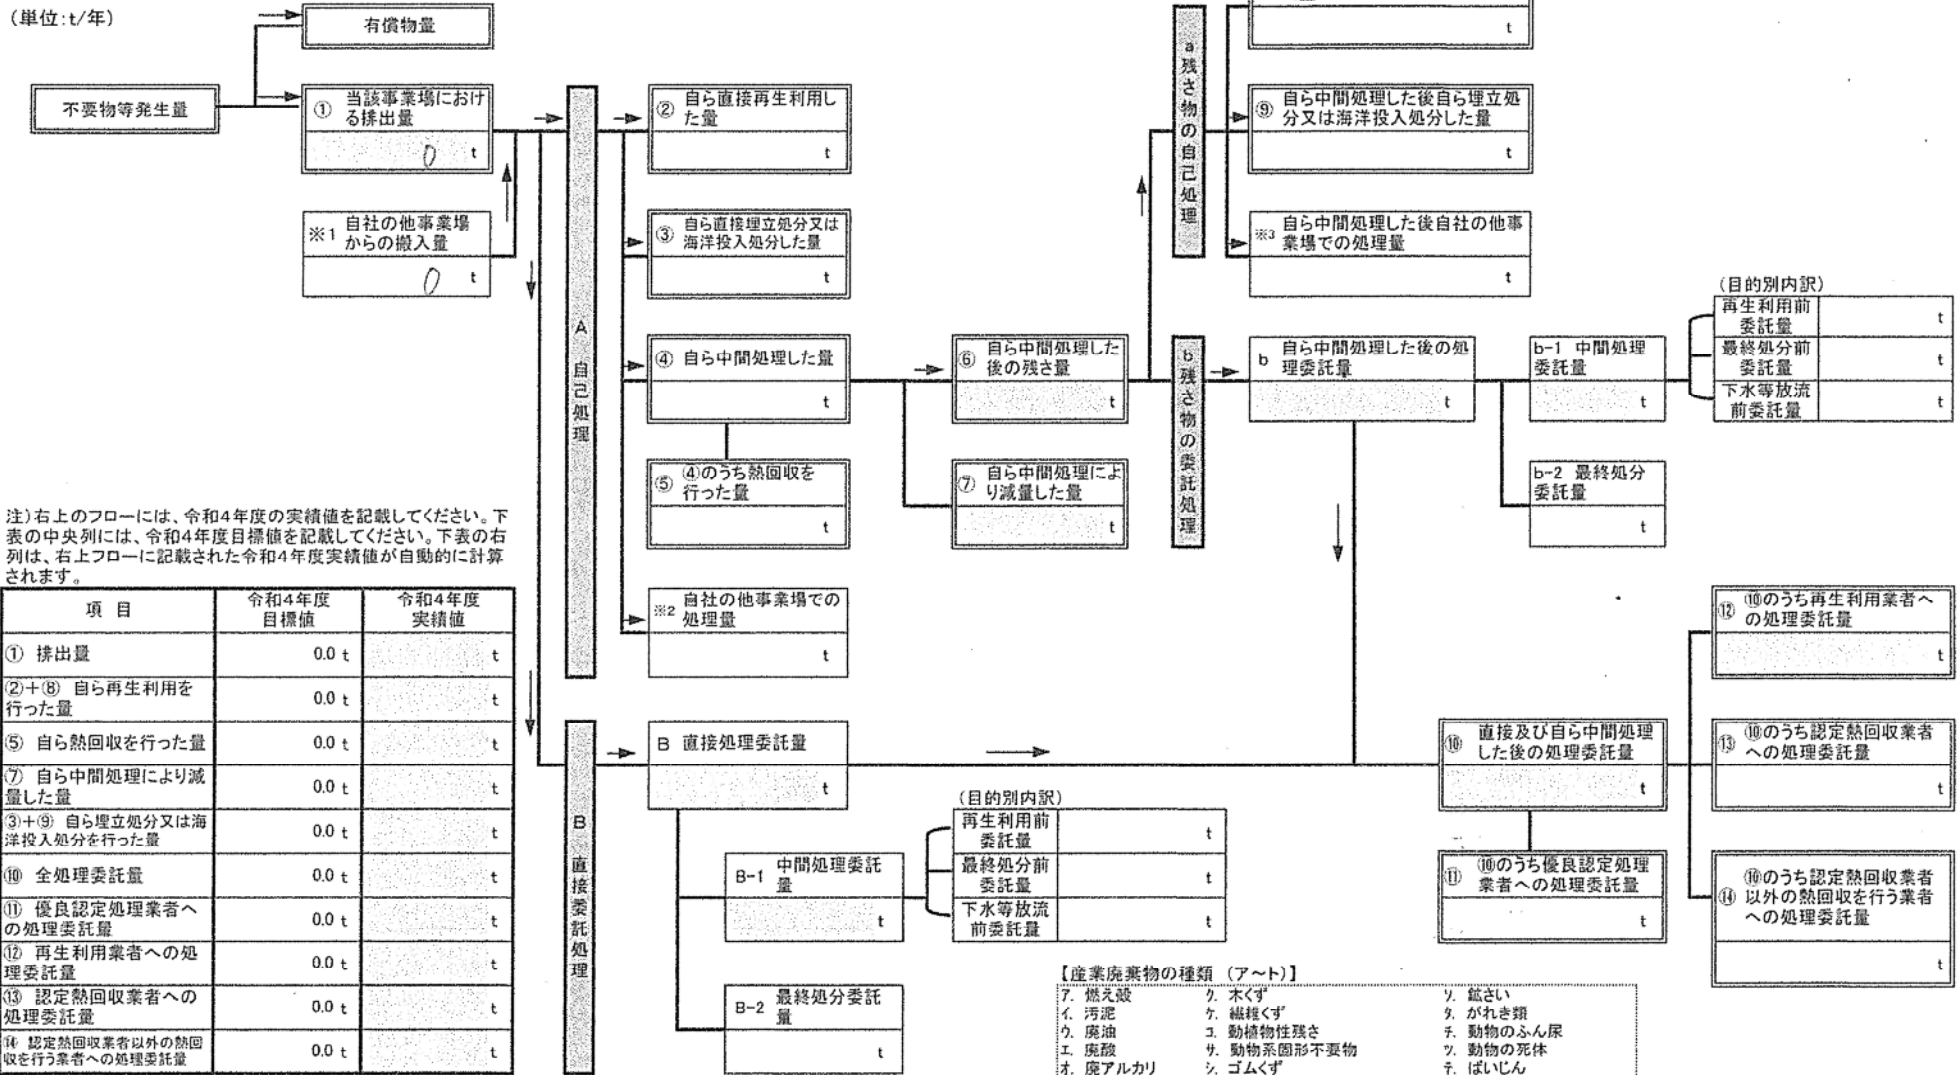 (単位:t/年)
有償物量
不要物等発生量
① 当該事業場におけ
る排出量
0 t
※1 自社の他事業場
からの搬入量
0 t
A 自己処理
② 自ら直接再生利用し
た量
t
③ 自ら直接埋立処分又は
海洋投入処分した量
t
④ 自ら中間処理した量
t
⑤ ④のうち熱回収を
行った量
t
※2 自社の他事業場での
処理量
t
⑥ 自ら中間処理した
後の残さ量
t
⑦ 自ら中間処理によ
り減量した量
t
a 残さ物の自己処理
t
⑨ 自ら中間処理した後自ら埋立処
分又は海洋投入処分した量
t
※3 自ら中間処理した後自社の他事
業場での処理量
t
b 残さ物の委託処理
b 自ら中間処理した後の処
理委託量
t
b-1 中間処理
委託量
t
(目的別内訳)
再生利用前
委託量 t
最終処分前
委託量 t
下水等放流
前委託量 t
b-2 最終処分
委託量
t
注)右上のフローには、令和4年度の実績値を記載してください。下
表の中央列には、令和4年度目標値を記載してください。下表の右
列は、右上フローに記載された令和4年度実績値が自動的に計算
されます。
項 目 令和4年度 目標値 令和4年度 実績値
① 排出量 0.0 t t
②+⑧ 自ら再生利用を
行った量 0.0 t t
⑤ 自ら熱回収を行った量 0.0 t t
⑦ 自ら中間処理により減
量した量 0.0 t t
③+⑨ 自ら埋立処分又は海
洋投入処分を行った量 0.0 t t
⑩ 全処理委託量 0.0 t t
⑪ 優良認定処理業者へ
の処理委託量 0.0 t t
⑫ 再生利用業者への処
理委託量 0.0 t t
⑬ 認定熱回収業者への
処理委託量 0.0 t t
⑭ 認定熱回収業者以外の熱回
収を行う業者への処理委託量 0.0 t t
B 直接委託処理
B 直接処理委託量
t
B-1 中間処理委託
量
t
(目的別内訳)
再生利用前
委託量 t
最終処分前
委託量 t
下水等放流
前委託量 t
B-2 最終処分委託
量
t
⑩ 直接及び自ら中間処理
した後の処理委託量
t
⑪ ⑩のうち優良認定処理
業者への処理委託量
t
⑫ ⑩のうち再生利用業者へ
の処理委託量
t
⑬ ⑩のうち認定熱回収業者
への処理委託量
t
⑭ ⑩のうち認定熱回収業者
以外の熱回収を行う業者
への処理委託量
t
【産業廃棄物の種類 (ア~ト)】
ア. 燃え殻 ク. 木くず ソ. 鉱さい
イ. 汚泥 ケ. 繊維くず タ. がれき類
ウ. 廃油 コ. 動植物性残さ チ. 動物のふん尿
エ. 廃酸 サ. 動物系固形不要物 ツ. 動物の死体
オ. 廃アルカリ シ. ゴムくず テ. ばいじん